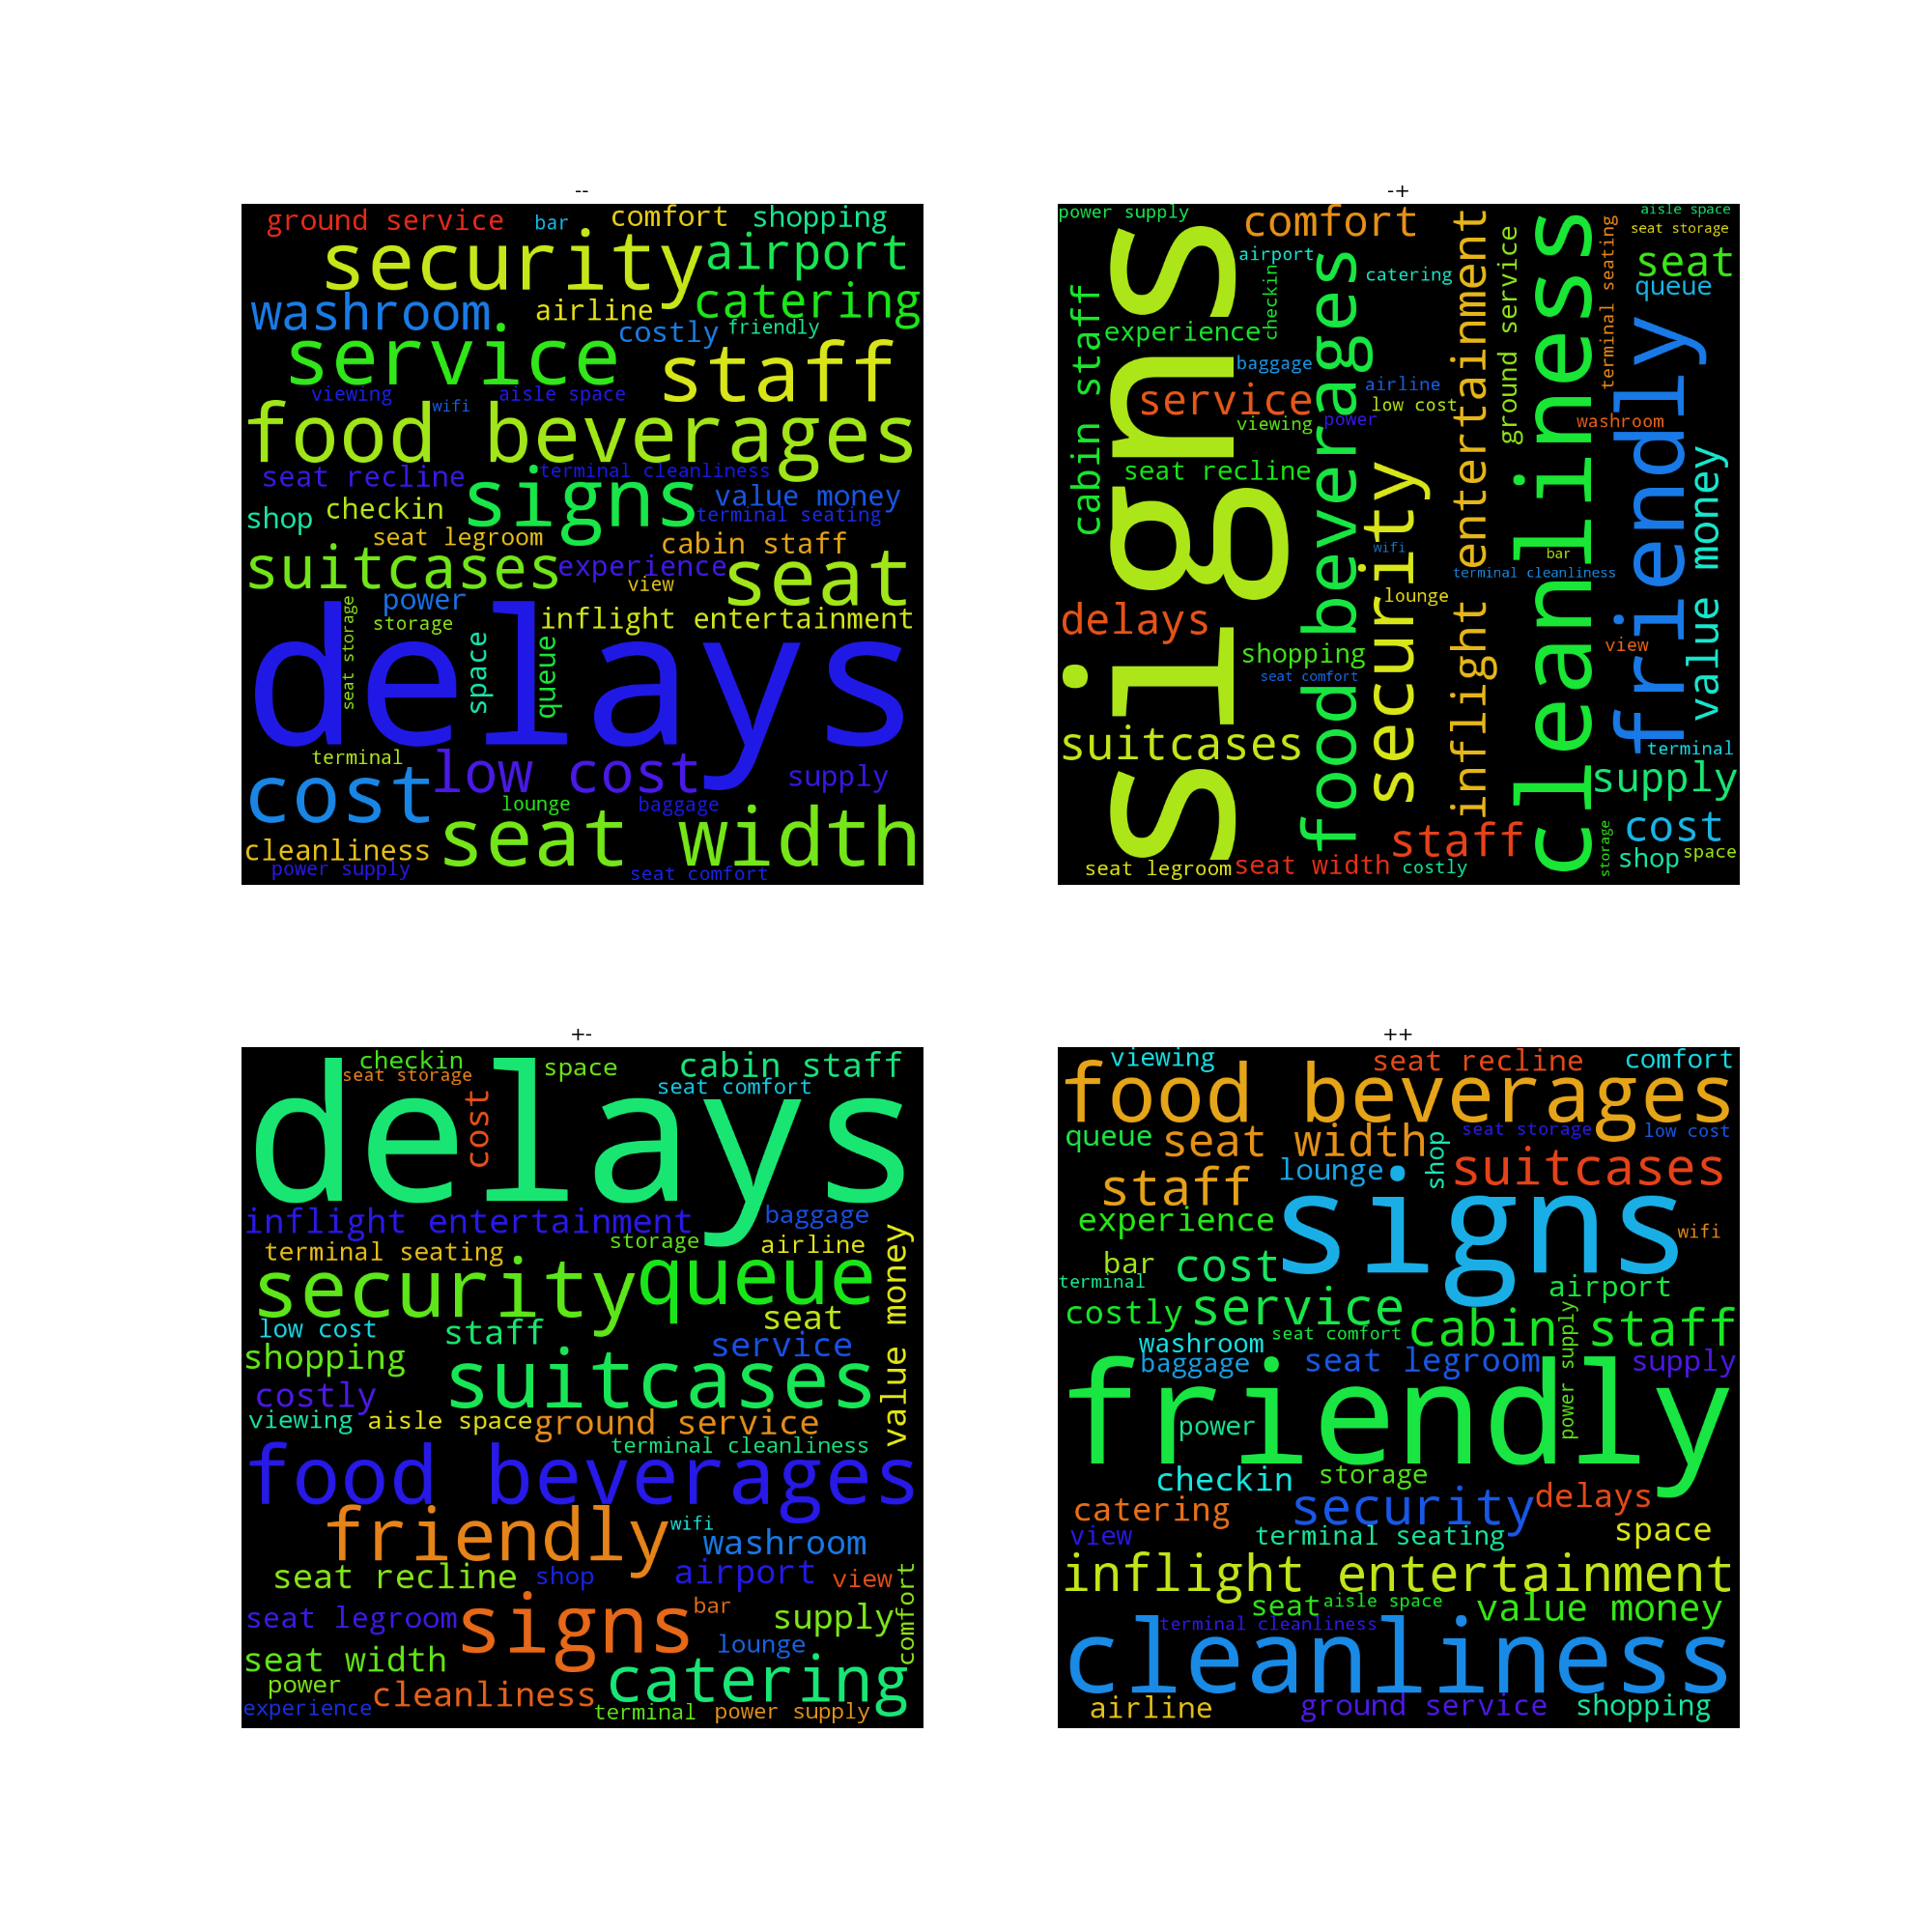 --
ground service
bar
comfort
shopping
security
airport
washroom
airline
catering
costly
friendly
service
staff
viewing
wifi
aisle space
food beverages
seat recline
terminal cleanliness
signs
value money
shop
checkin
terminal seating
seat legroom
cabin staff
suitcases
experience
view
seat
power
storage
seat storage
inflight entertainment
space
queue
delays
terminal
low cost
supply
cost
lounge
baggage
cleanliness
seat width
power supply
seat comfort
-+
power supply
comfort
aisle space
seat storage
airport
catering
seat
queue
cabin staff
signs
checkin
experience
food beverages
inflight entertainment
ground service
cleanliness
terminal seating
friendly
baggage
airline
service
low cost
viewing
power
washroom
seat recline
security
value money
wifi
bar
terminal cleanliness
lounge
delays
shopping
seat comfort
view
suitcases
terminal
supply
staff
cost
storage
shop
space
seat legroom
seat width
costly
+-
checkin
space
cabin staff
seat storage
seat comfort
cost
delays
inflight entertainment
baggage
storage
airline
terminal seating
security
queue
value money
seat
low cost
staff
service
shopping
suitcases
costly
viewing
aisle space
ground service
terminal cleanliness
food beverages
friendly
wifi
washroom
seat recline
shop
airport
view
comfort
seat legroom
signs
bar
supply
lounge
seat width
catering
power
cleanliness
experience
terminal
power supply
++
viewing
seat recline
comfort
food beverages
queue
seat width
shop
seat storage
low cost
staff
lounge
suitcases
experience
signs
wifi
bar
cost
terminal
airport
costly
service
seat comfort
cabin staff
power supply
washroom
baggage
seat legroom
supply
friendly
power
checkin
storage
catering
security
delays
view
terminal seating
space
inflight entertainment
seat
aisle space
value money
terminal cleanliness
cleanliness
airline
ground service
shopping